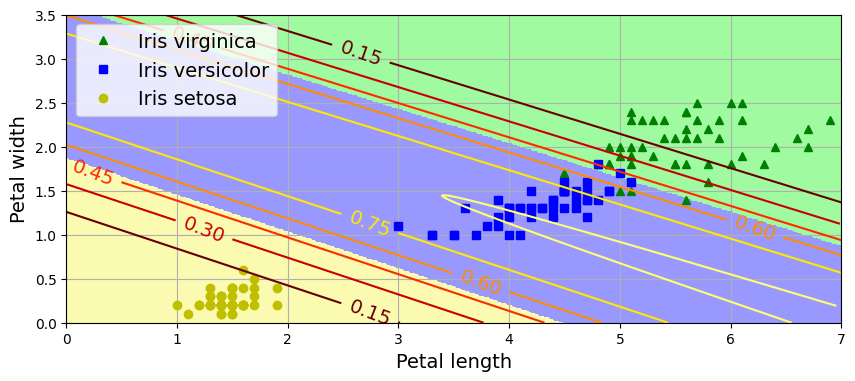 3.5
3.0
2.5
2.0
1.5
1.0
0.5
0.0
Petal width
Iris virginica
Iris versicolor
Iris setosa
0.15
0.45
0.30
0.75
0.60
0.60
0.15
0 1 2 3 4 5 6 7
Petal length